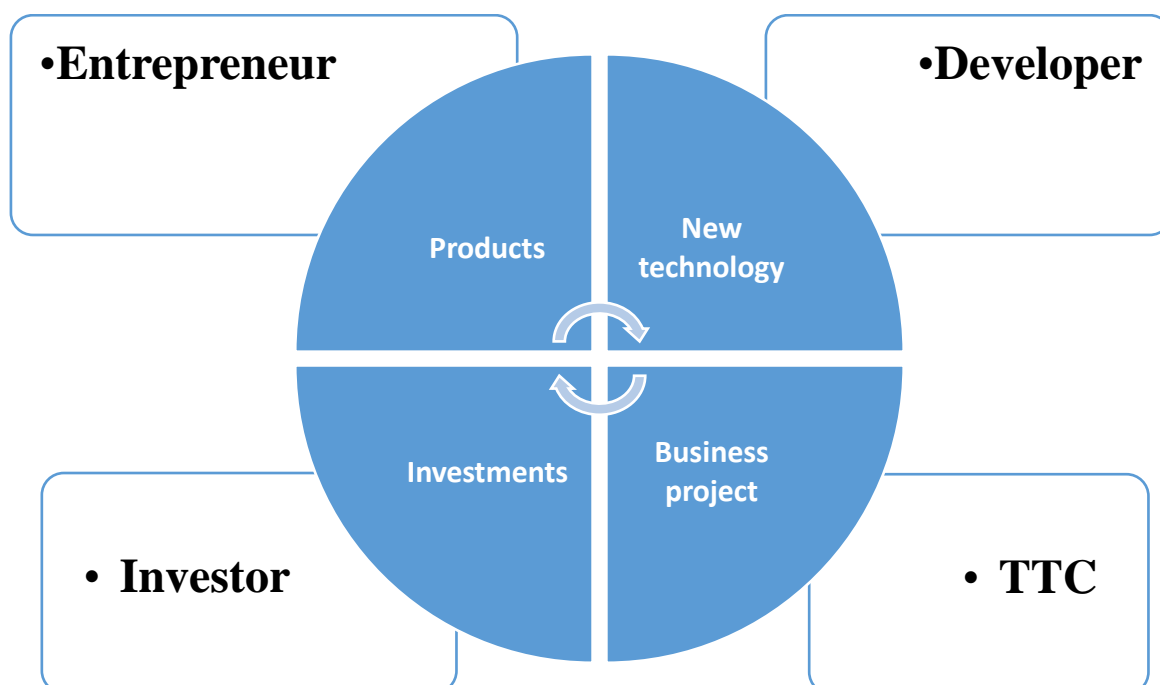 •Entrepreneur
•Developer
Products
New
technology
Investments
Business
project
• Investor
• TTC